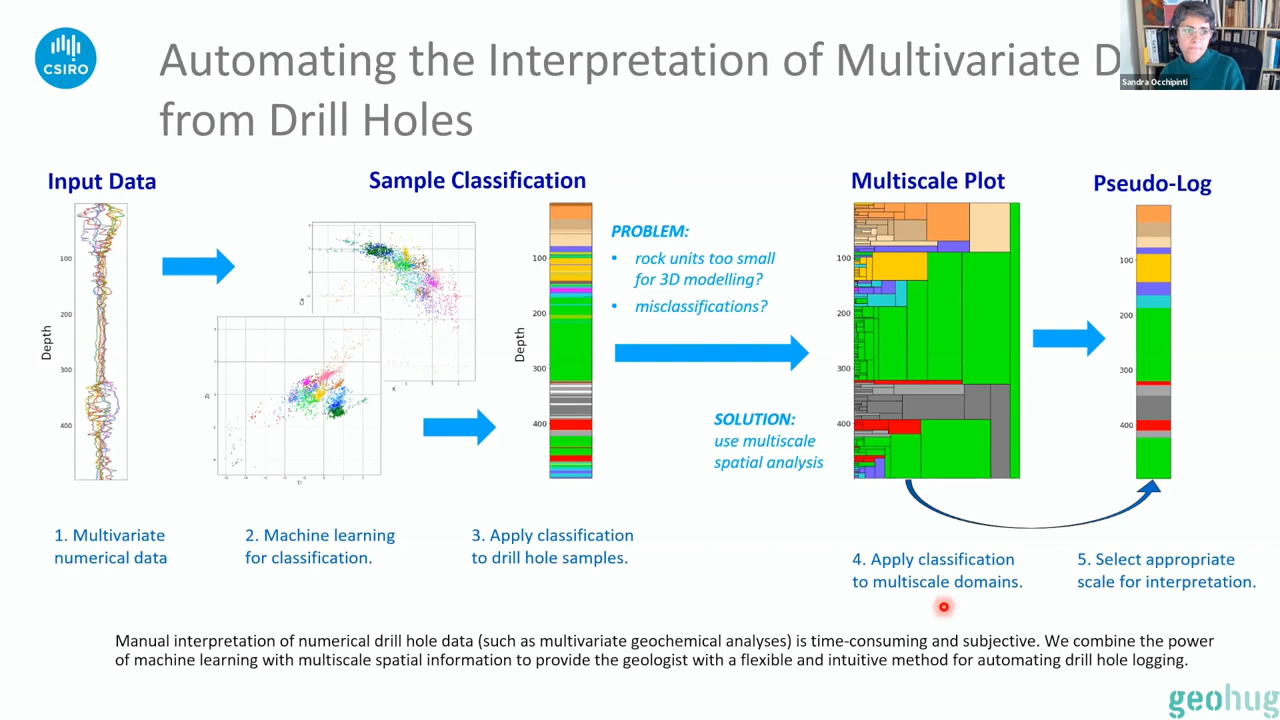 CSIRO
Automating the Interpretation of Multivariate D
from Drill Holes
Sandra Occhipinti
Input Data
Sample Classification
Multiscale Plot
Pseudo-Log
PROBLEM:
• rock units too small
for 3D modelling?
• misclassifications?
SOLUTION:
use multiscale
spatial analysis
Depth
100
200
300
400
Ca
K
Zr
Ti
Depth
100
200
300
400
100
200
300
400
100
200
300
400
1. Multivariate
numerical data
2. Machine learning
for classification.
3. Apply classification
to drill hole samples.
4. Apply classification
to multiscale domains.
5. Select appropriate
scale for interpretation.
Manual interpretation of numerical drill hole data (such as multivariate geochemical analyses) is time-consuming and subjective. We combine the power
of machine learning with multiscale spatial information to provide the geologist with a flexible and intuitive method for automating drill hole logging.
geohug